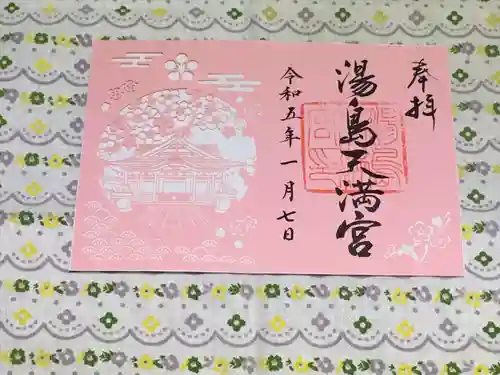 奉拝
湯島天満宮
令和五年一月七日